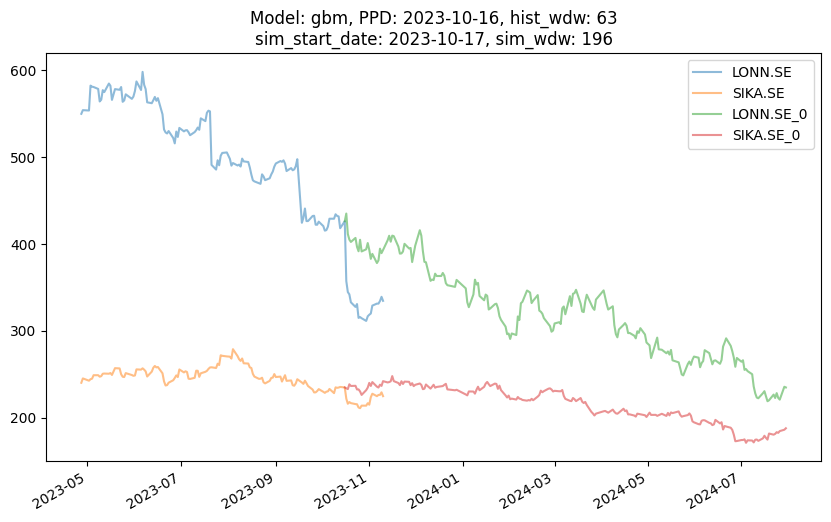 Model: gbm, PPD: 2023-10-16, hist_wdw: 63
sim_start_date: 2023-10-17, sim_wdw: 196
LONN.SE
SIKA.SE
LONN.SE_0
SIKA.SE_0
600
500
400
300
200
2023-05
2023-07
2023-09
2023-11
2024-01
2024-03
2024-05
2024-07